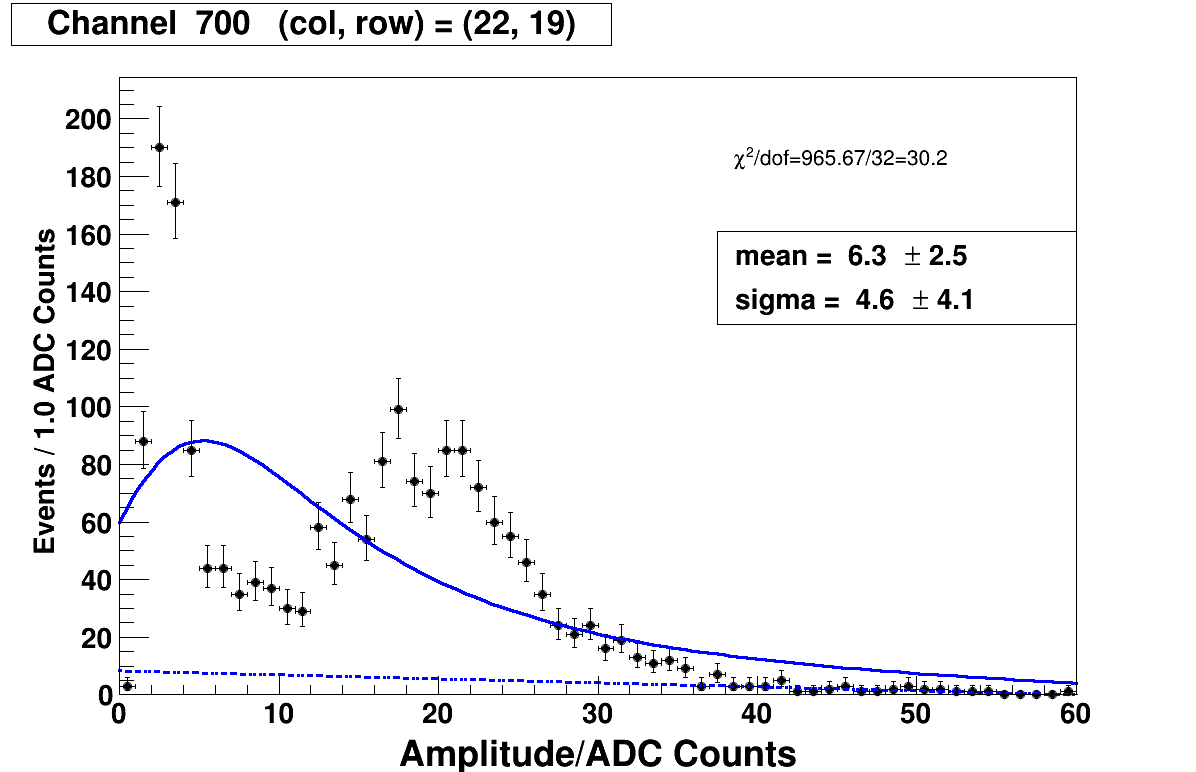 Channel 700 (col, row) = (22, 19)
200
180
160
140
120
100
80
60
40
20
0
Events / 1.0 ADC Counts
χ²/dof=965.67/32=30.2
mean = 6.3 ± 2.5
sigma = 4.6 ± 4.1
0 10 20 30 40 50 60
Amplitude/ADC Counts